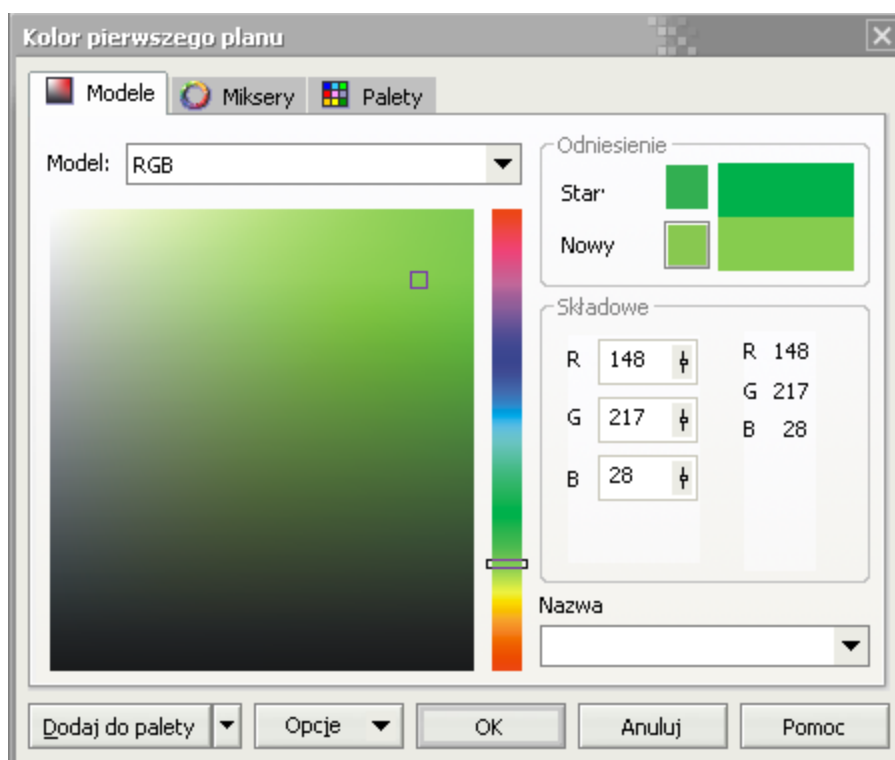 Kolor pierwszego planu
Modele
Miksery
Palety
Model:
RGB
Odniesienie
Star
Nowy
Składowe
R 148
G 217
B 28
R 148
G 217
B 28
Nazwa
Dodaj do palety
Opcje
OK
Anuluj
Pomoc